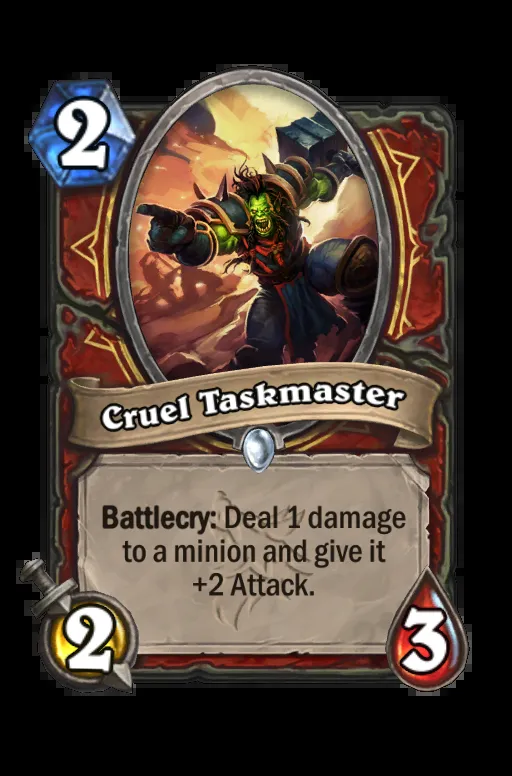 2
Cruel Taskmaster
Battlecry: Deal 1 damage
to a minion and give it
+2 Attack.
2
3